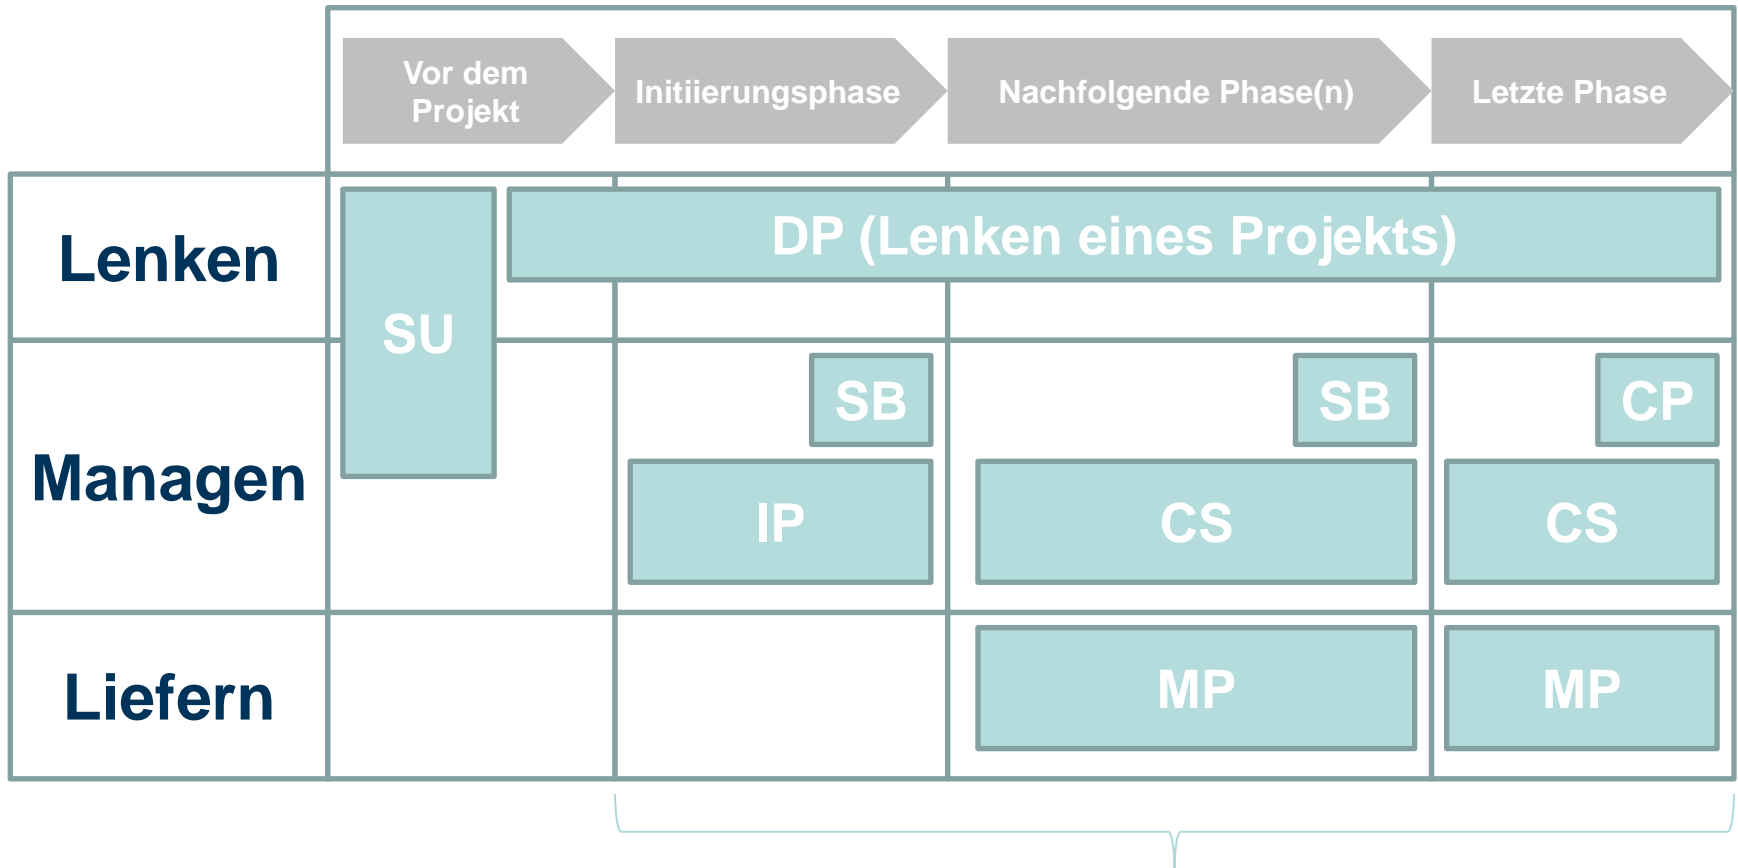 Vor dem
Projekt
Initiierungsphase
Nachfolgende Phase(n)
Letzte Phase
Lenken
DP (Lenken eines Projekts)
SU
Managen
SB
SB
CP
IP
CS
CS
Liefern
MP
MP